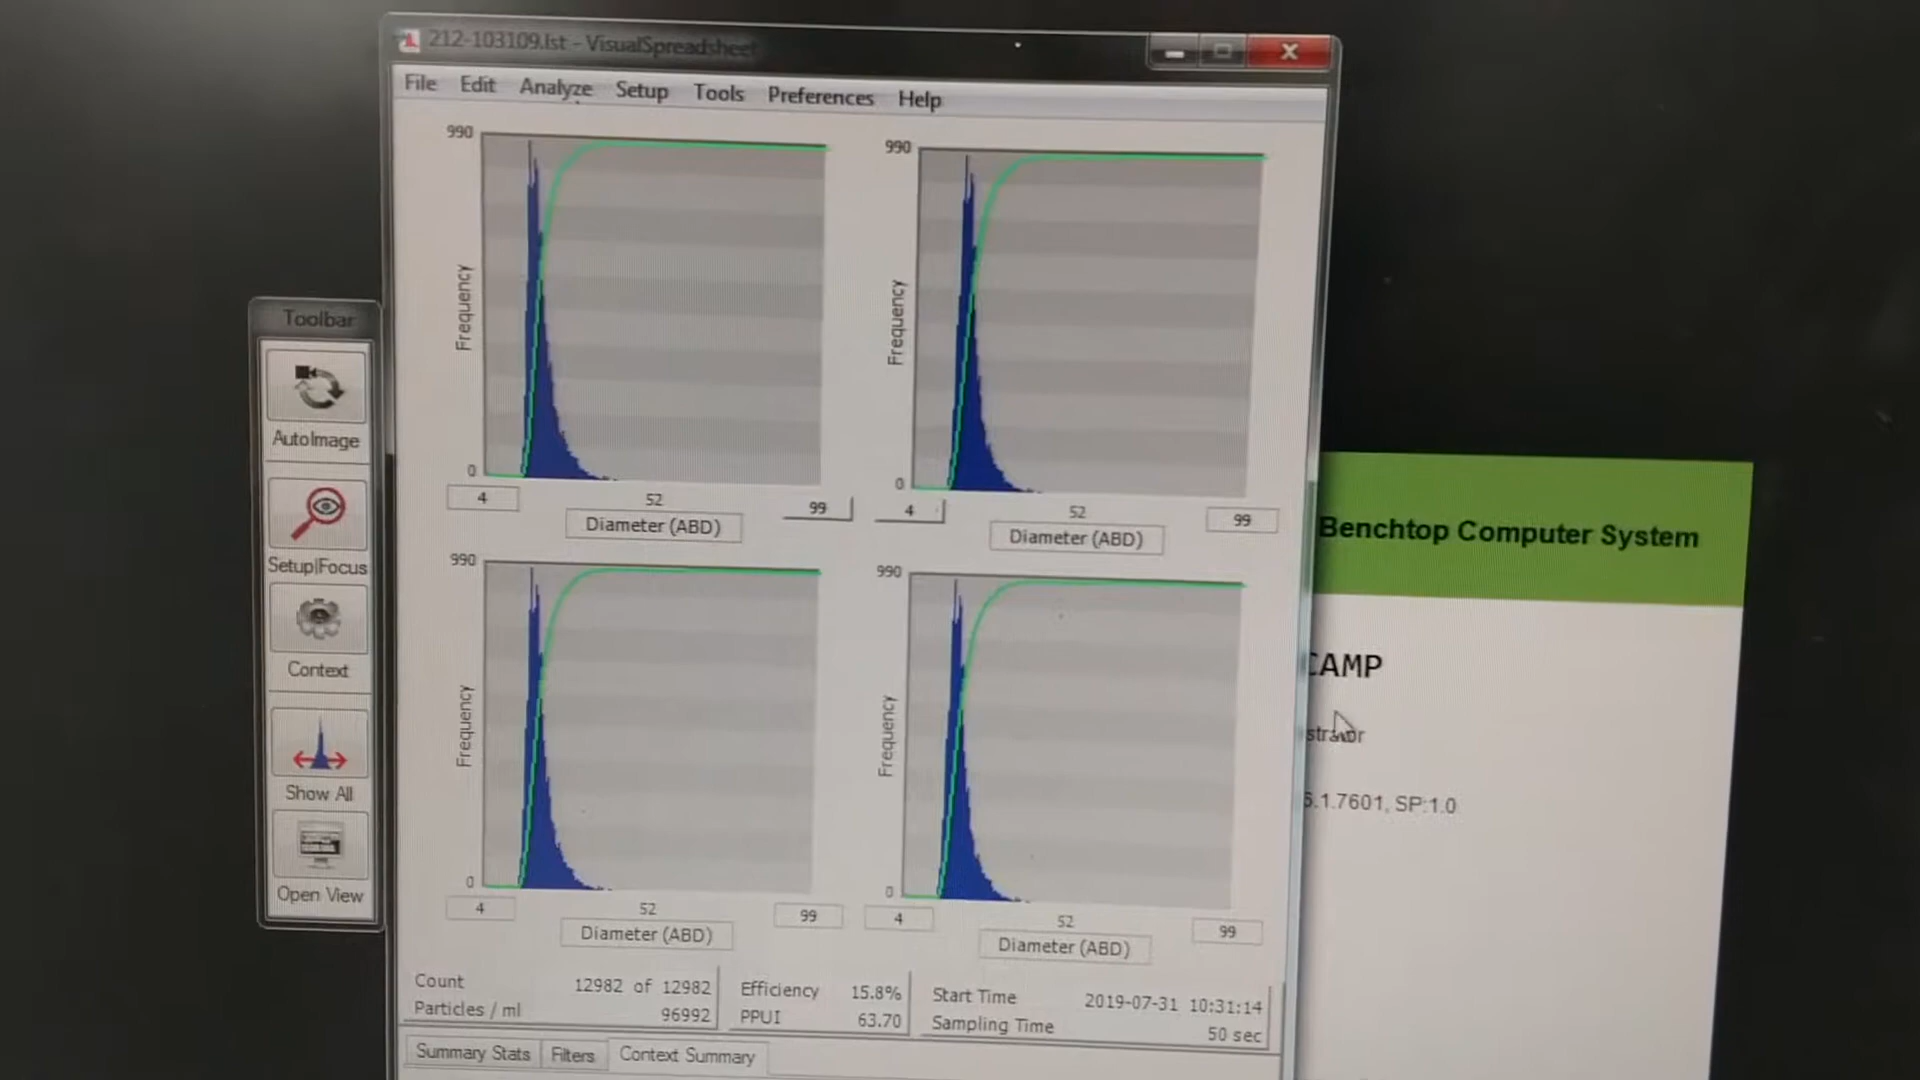 212-103109.lst - VisualSpreadsheet
File Edit Analyze Setup Tools Preferences Help
990
Frequency
0
4 52 99
Diameter (ABD)
990
Frequency
0
4 52 99
Diameter (ABD)
990
Frequency
0
4 52 99
Diameter (ABD)
990
Frequency
0
4 52 99
Diameter (ABD)
Count 12982 of 12982
Particles / ml 96992
Efficiency 15.8%
PPUI 63.70
Start Time 2019-07-31 10:31:14
Sampling Time 50 sec
Summary Stats Filters Context Summary
Toolbar
AutoImage
Setup|Focus
Context
Show All
Open View
Benchtop Computer System
CAMP
.1.7601, SP:1.0